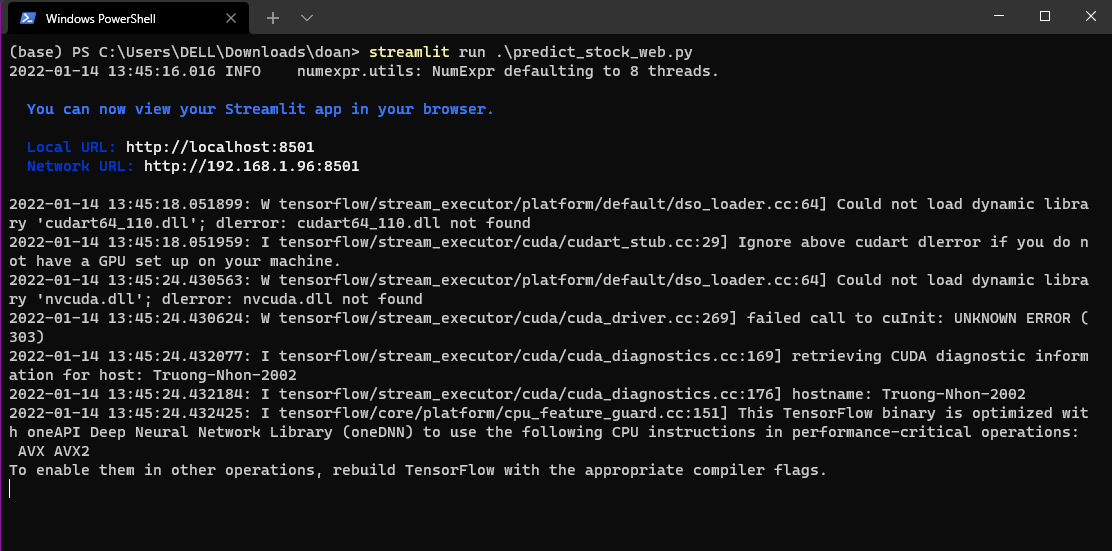 Windows PowerShell
(base) PS C:\Users\DELL\Downloads\doan> streamlit run .\predict_stock_web.py
2022-01-14 13:45:16.016 INFO    numexpr.utils: NumExpr defaulting to 8 threads.
You can now view your Streamlit app in your browser.
Local URL: http://localhost:8501
Network URL: http://192.168.1.96:8501
2022-01-14 13:45:18.051899: W tensorflow/stream_executor/platform/default/dso_loader.cc:64] Could not load dynamic libra
ry 'cudart64_110.dll'; dlerror: cudart64_110.dll not found
2022-01-14 13:45:18.051959: I tensorflow/stream_executor/cuda/cudart_stub.cc:29] Ignore above cudart dlerror if you do n
ot have a GPU set up on your machine.
2022-01-14 13:45:24.430563: W tensorflow/stream_executor/platform/default/dso_loader.cc:64] Could not load dynamic libra
ry 'nvcuda.dll'; dlerror: nvcuda.dll not found
2022-01-14 13:45:24.430624: W tensorflow/stream_executor/cuda/cuda_driver.cc:269] failed call to cuInit: UNKNOWN ERROR (
303)
2022-01-14 13:45:24.432077: I tensorflow/stream_executor/cuda/cuda_diagnostics.cc:169] retrieving CUDA diagnostic inform
ation for host: Truong-Nhon-2002
2022-01-14 13:45:24.432184: I tensorflow/stream_executor/cuda/cuda_diagnostics.cc:176] hostname: Truong-Nhon-2002
2022-01-14 13:45:24.432425: I tensorflow/core/platform/cpu_feature_guard.cc:151] This TensorFlow binary is optimized wit
h oneAPI Deep Neural Network Library (oneDNN) to use the following CPU instructions in performance-critical operations:
 AVX AVX2
To enable them in other operations, rebuild TensorFlow with the appropriate compiler flags.